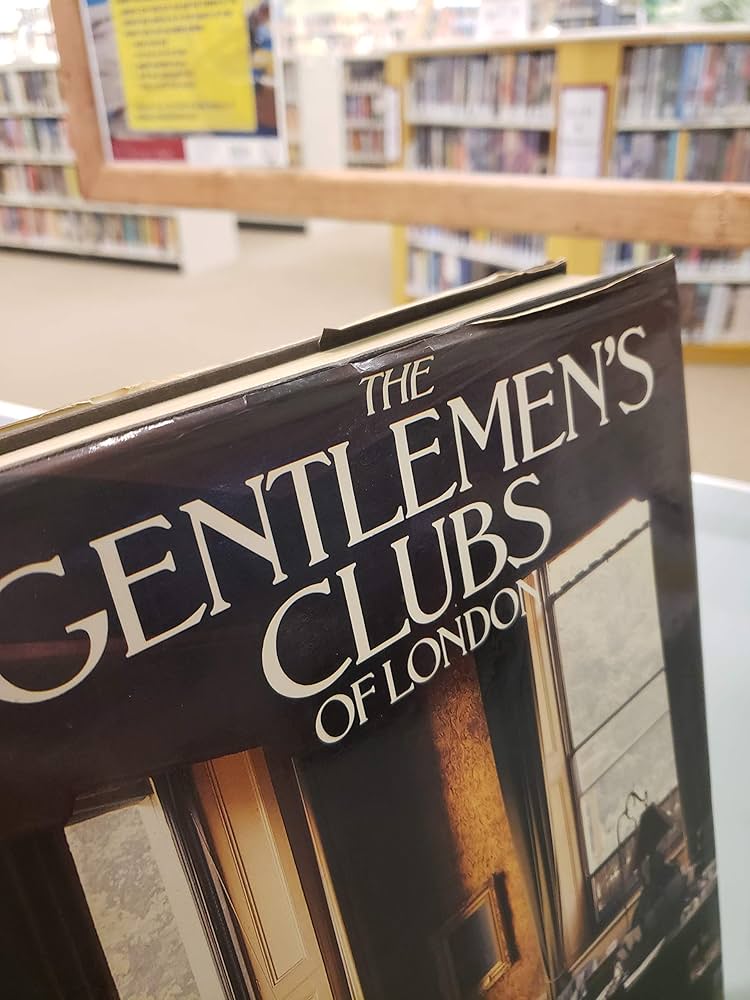 THE
GENTLEMEN'S
CLUBS
OF LONDON